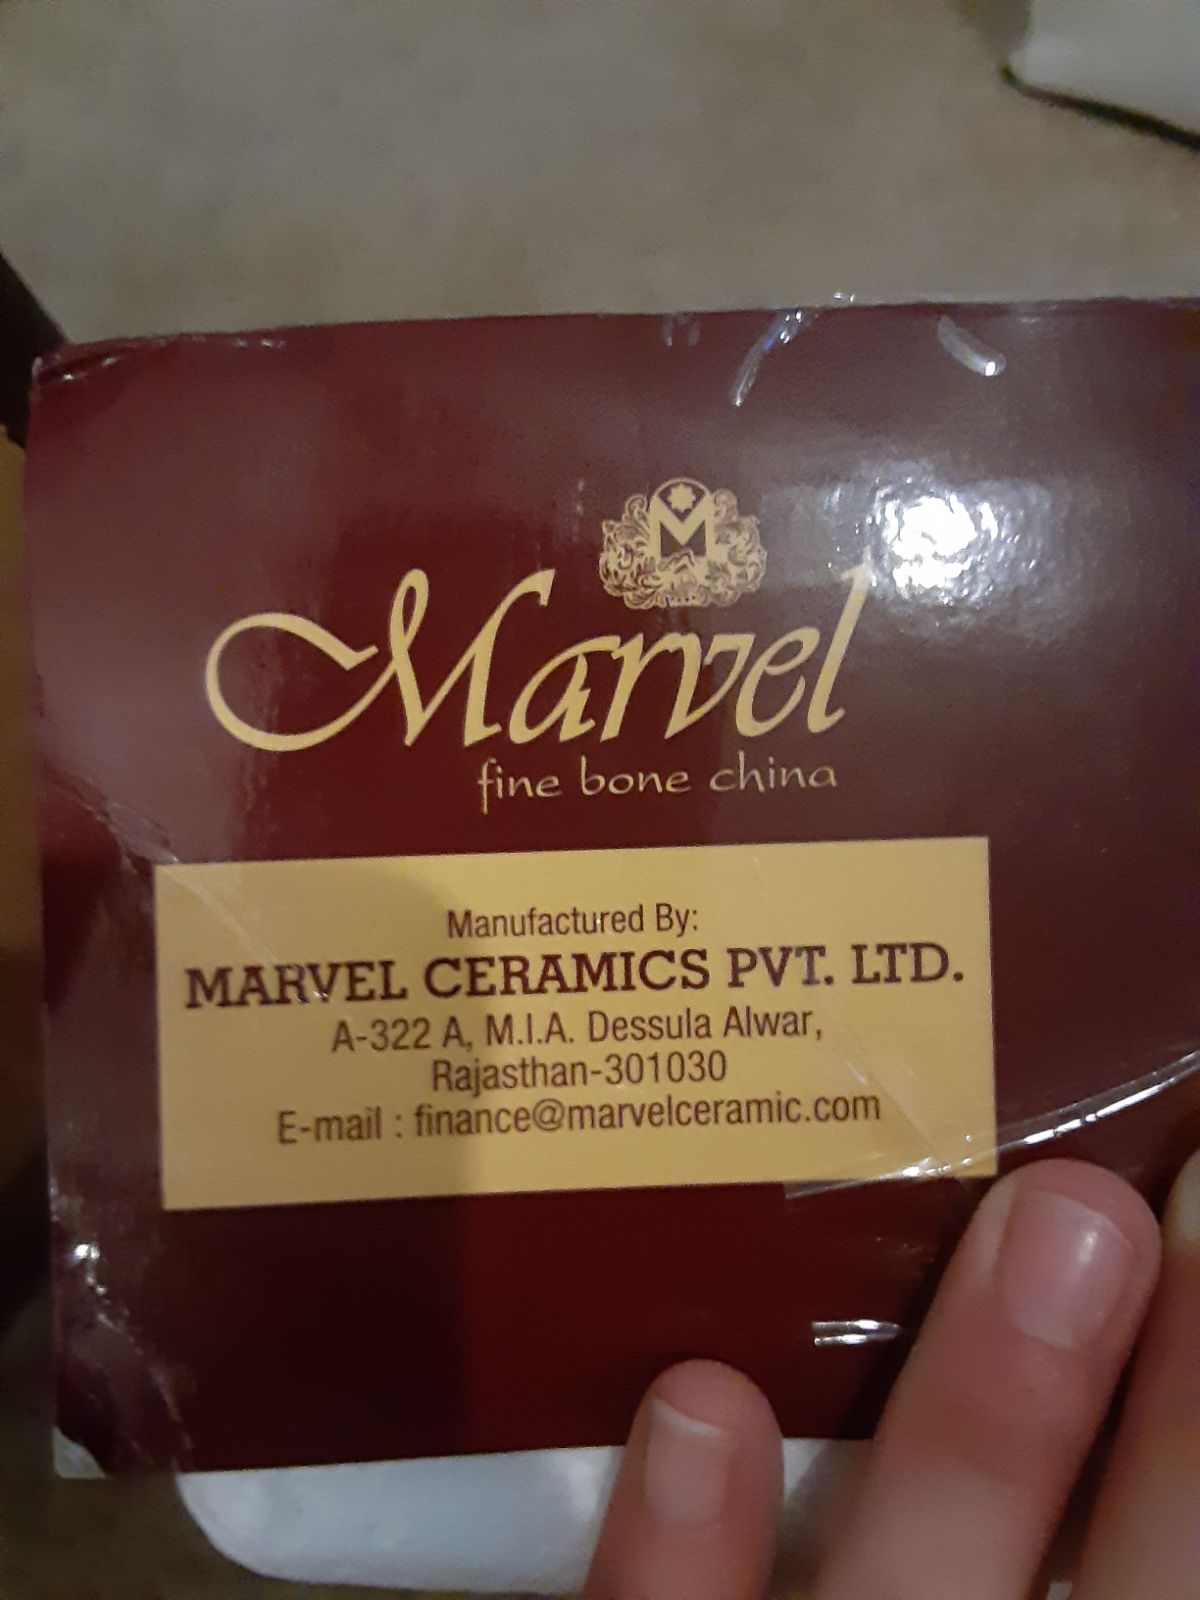 M
Marvel
fine bone china
Manufactured By:
MARVEL CERAMICS PVT. LTD.
A-322 A, M.I.A. Dessula Alwar,
Rajasthan-301030
E-mail : finance@marvelceramic.com